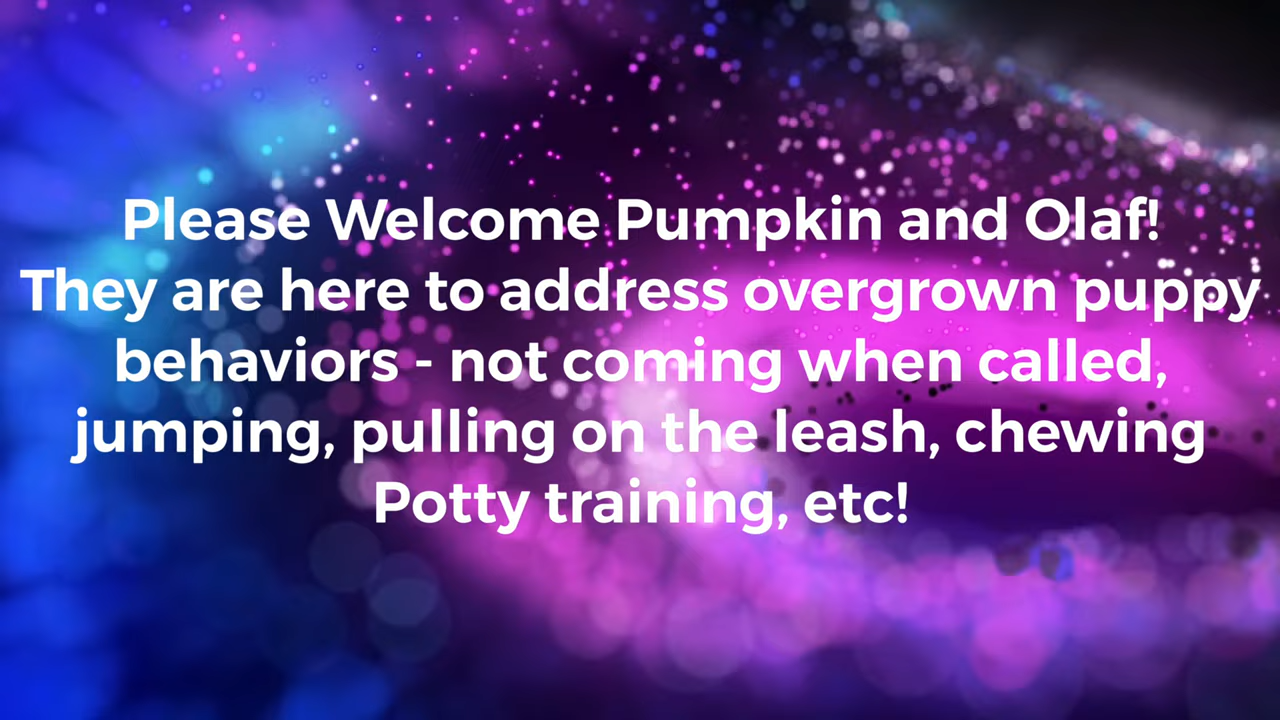 Please Welcome Pumpkin and Olaf!
They are here to address overgrown puppy
behaviors - not coming when called,
jumping, pulling on the leash, chewing
Potty training, etc!